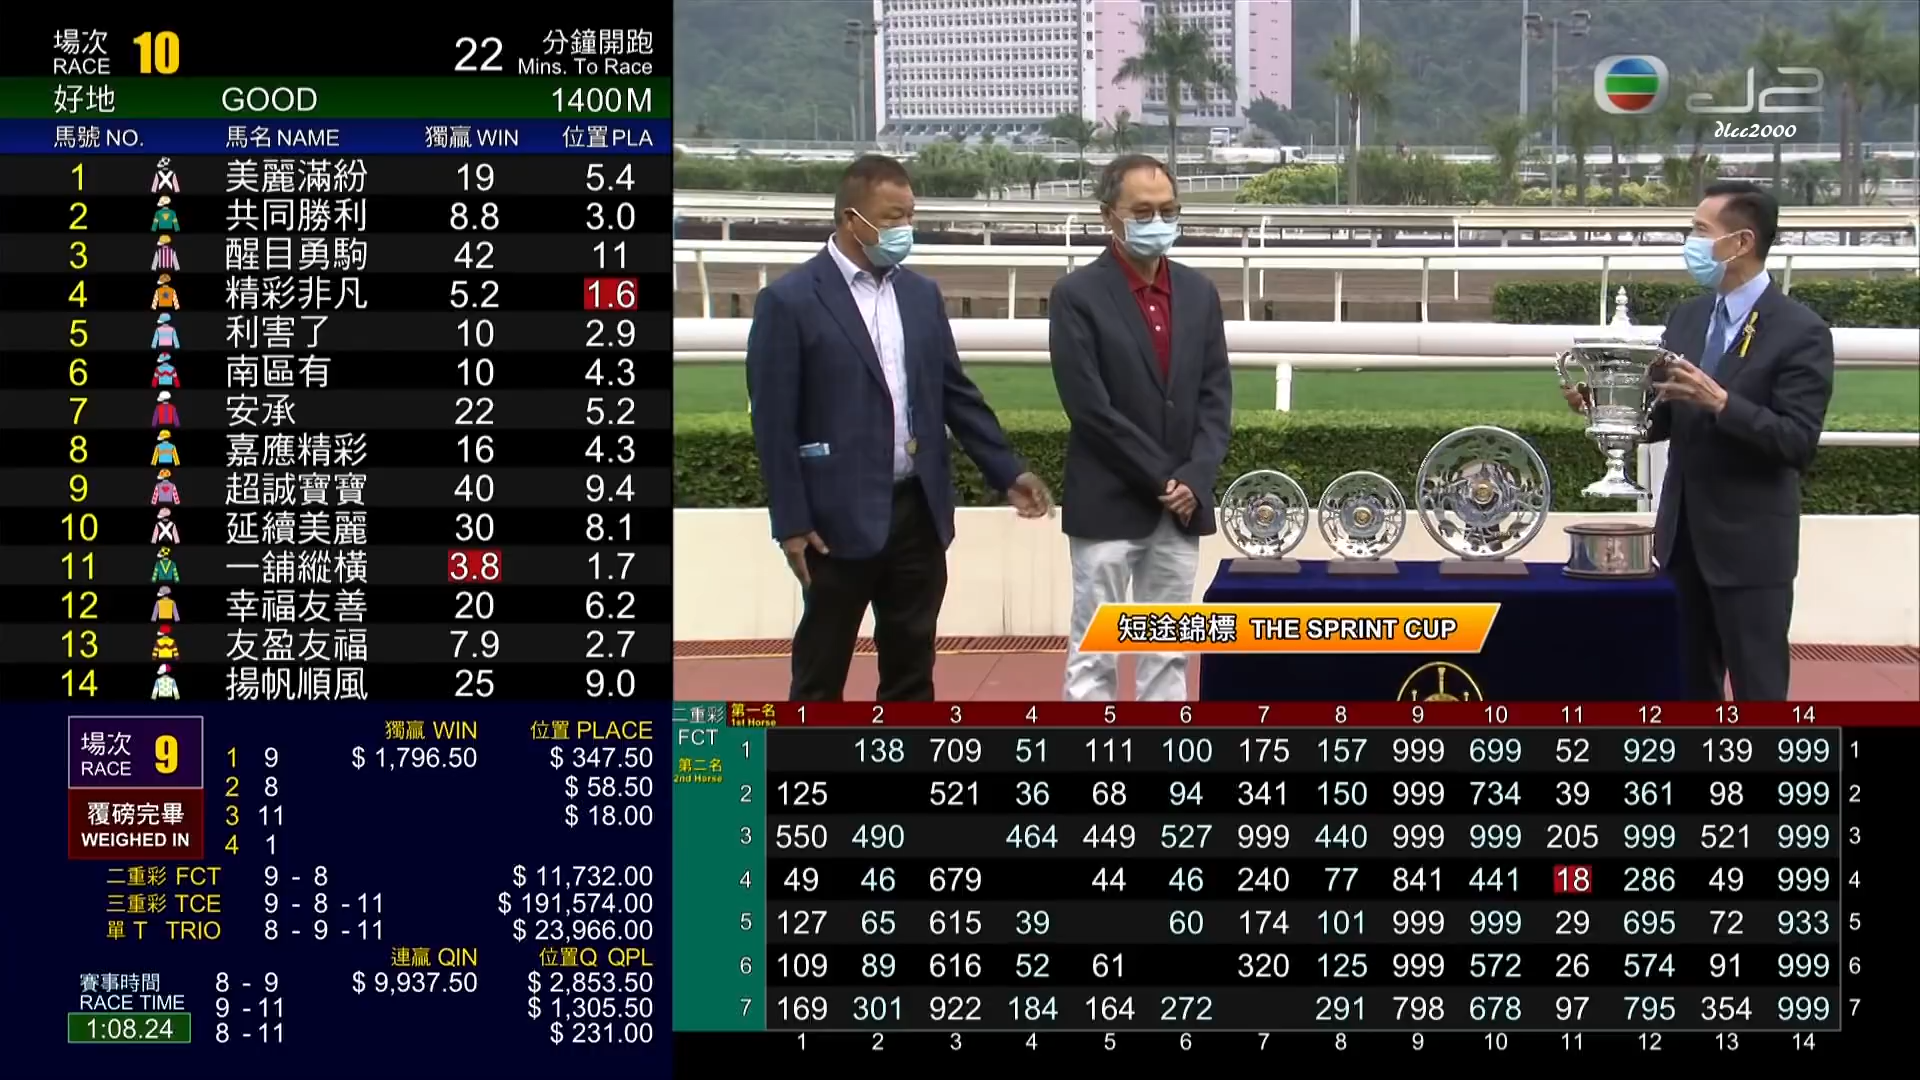 場次 10 22 分鐘開跑
RACE Mins. To Race
好地 GOOD 1400M
馬號 NO. 馬名 NAME 獨贏 WIN 位置 PLA
1 美麗滿紛 19 5.4
2 共同勝利 8.8 3.0
3 醒目勇駒 42 11
4 精彩非凡 5.2 1.6
5 利害了 10 2.9
6 南區有 10 4.3
7 安承 22 5.2
8 嘉應精彩 16 4.3
9 超誠寶寶 40 9.4
10 延續美麗 30 8.1
11 一舖縱橫 3.8 1.7
12 幸福友善 20 6.2
13 友盈友福 7.9 2.7
14 揚帆順風 25 9.0
場次 9
RACE
覆磅完畢
WEIGHED IN
獨贏 WIN 位置 PLACE
1 9 $ 1,796.50 $ 347.50
2 8 $ 58.50
3 11 $ 18.00
4 1
二重彩 FCT 9 - 8 $ 11,732.00
三重彩 TCE 9 - 8 - 11 $ 191,574.00
單 T TRIO 8 - 9 - 11 $ 23,966.00
連贏 QIN 位置Q QPL
8 - 9 $ 9,937.50 $ 2,853.50
9 - 11 $ 1,305.50
8 - 11 $ 231.00
賽事時間
RACE TIME
1:08.24
J2
dlcc2000
短途錦標 THE SPRINT CUP
二重彩 第一名 1 2 3 4 5 6 7 8 9 10 11 12 13 14
1st Horse
FCT
第二名
2nd Horse
1 138 709 51 111 100 175 157 999 699 52 929 139 999 1
2 125 521 36 68 94 341 150 999 734 39 361 98 999 2
3 550 490 464 449 527 999 440 999 999 205 999 521 999 3
4 49 46 679 44 46 240 77 841 441 18 286 49 999 4
5 127 65 615 39 60 174 101 999 999 29 695 72 933 5
6 109 89 616 52 61 320 125 999 572 26 574 91 999 6
7 169 301 922 184 164 272 291 798 678 97 795 354 999 7
1 2 3 4 5 6 7 8 9 10 11 12 13 14